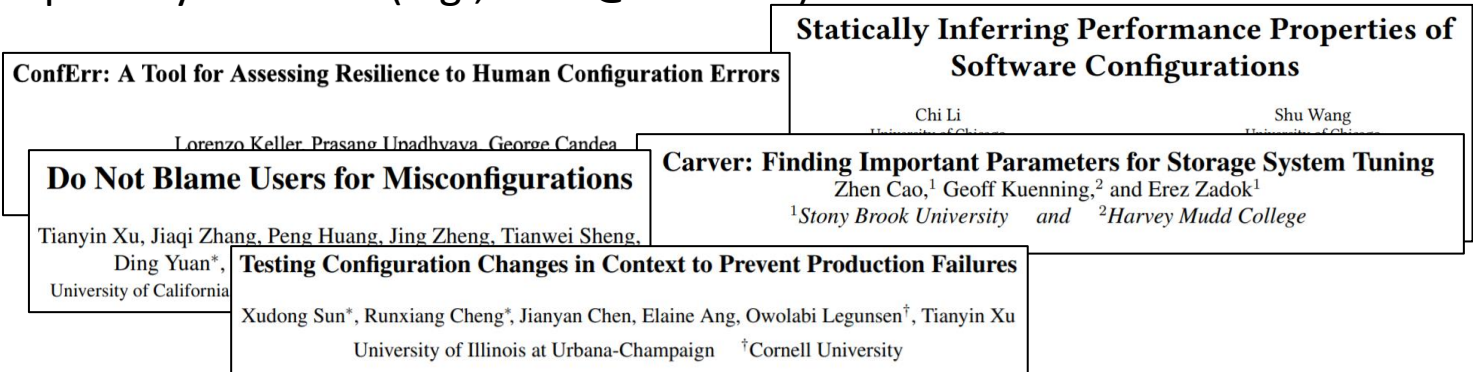 Statically Inferring Performance Properties of
Software Configurations
Chi Li
Shu Wang
ConfErr: A Tool for Assessing Resilience to Human Configuration Errors
Lorenzo Keller, Prasang Upadhyaya, George Candea
Carver: Finding Important Parameters for Storage System Tuning
Zhen Cao,¹ Geoff Kuenning,² and Erez Zadok¹
¹Stony Brook University and ²Harvey Mudd College
Do Not Blame Users for Misconfigurations
Tianyin Xu, Jiaqi Zhang, Peng Huang, Jing Zheng, Tianwei Sheng,
Ding Yuan*,
University of California
Testing Configuration Changes in Context to Prevent Production Failures
Xudong Sun*, Runxiang Cheng*, Jianyan Chen, Elaine Ang, Owolabi Legunsen†, Tianyin Xu
University of Illinois at Urbana-Champaign †Cornell University